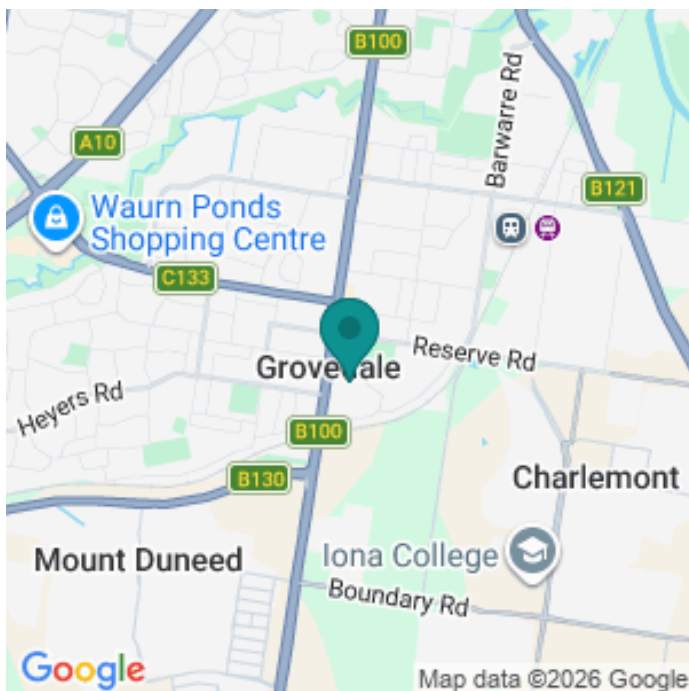 B100
Barwarre Rd
A10
B121
Waurn Ponds
Shopping Centre
C133
Reserve Rd
Grovedale
Heyers Rd
B100
B130
Charlemont
Mount Duneed
Iona College
Boundary Rd
Google
Map data ©2026 Google